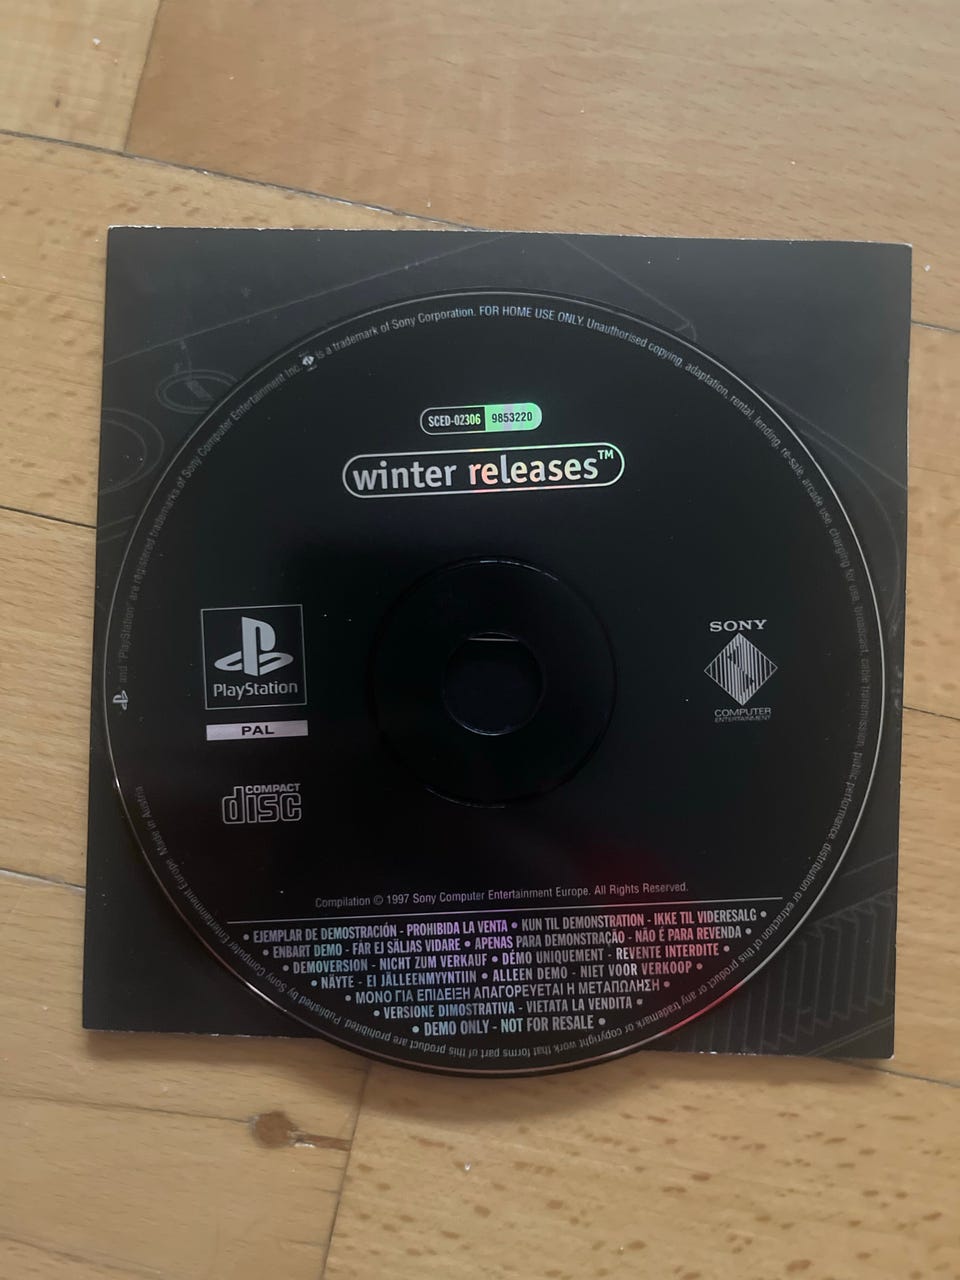 SCED-02306 9853220
winter releases™
PlayStation
PAL
COMPACT
disc
SONY
COMPUTER
ENTERTAINMENT
Compilation © 1997 Sony Computer Entertainment Europe. All Rights Reserved.
• EJEMPLAR DE DEMOSTRACIÓN - PROHIBIDA LA VENTA • KUN TIL DEMONSTRATION - IKKE TIL VIDERESALG •
• ENBART DEMO - FÅR EJ SÄLJAS VIDARE • APENAS PARA DEMONSTRAÇÃO - NÃO É PARA REVENDA •
• DEMOVERSION - NICHT ZUM VERKAUF • DÉMO UNIQUEMENT - REVENTE INTERDITE •
• NÄYTE - EI JÄLLEENMYYNTIIN • ALLEEN DEMO - NIET VOOR VERKOOP •
• ΜΟΝΟ ΓΙΑ ΕΠΙΔΕΙΞΗ ΑΠΑΓΟΡΕΥΕΤΑΙ Η ΜΕΤΑΠΩΛΗΣΗ •
• VERSIONE DIMOSTRATIVA - VIETATA LA VENDITA •
• DEMO ONLY - NOT FOR RESALE •
and "PlayStation" are registered trademarks of Sony Computer Entertainment Inc. is a trademark of Sony Corporation. FOR HOME USE ONLY. Unauthorised copying, adaptation, rental, lending, re-sale, arcade use, charging for use, broadcast, cable transmission, public performance, distribution or extraction of this product or any trademark or copyright work that forms part of this product are prohibited. Published by Sony Computer Entertainment Europe. Made in Austria